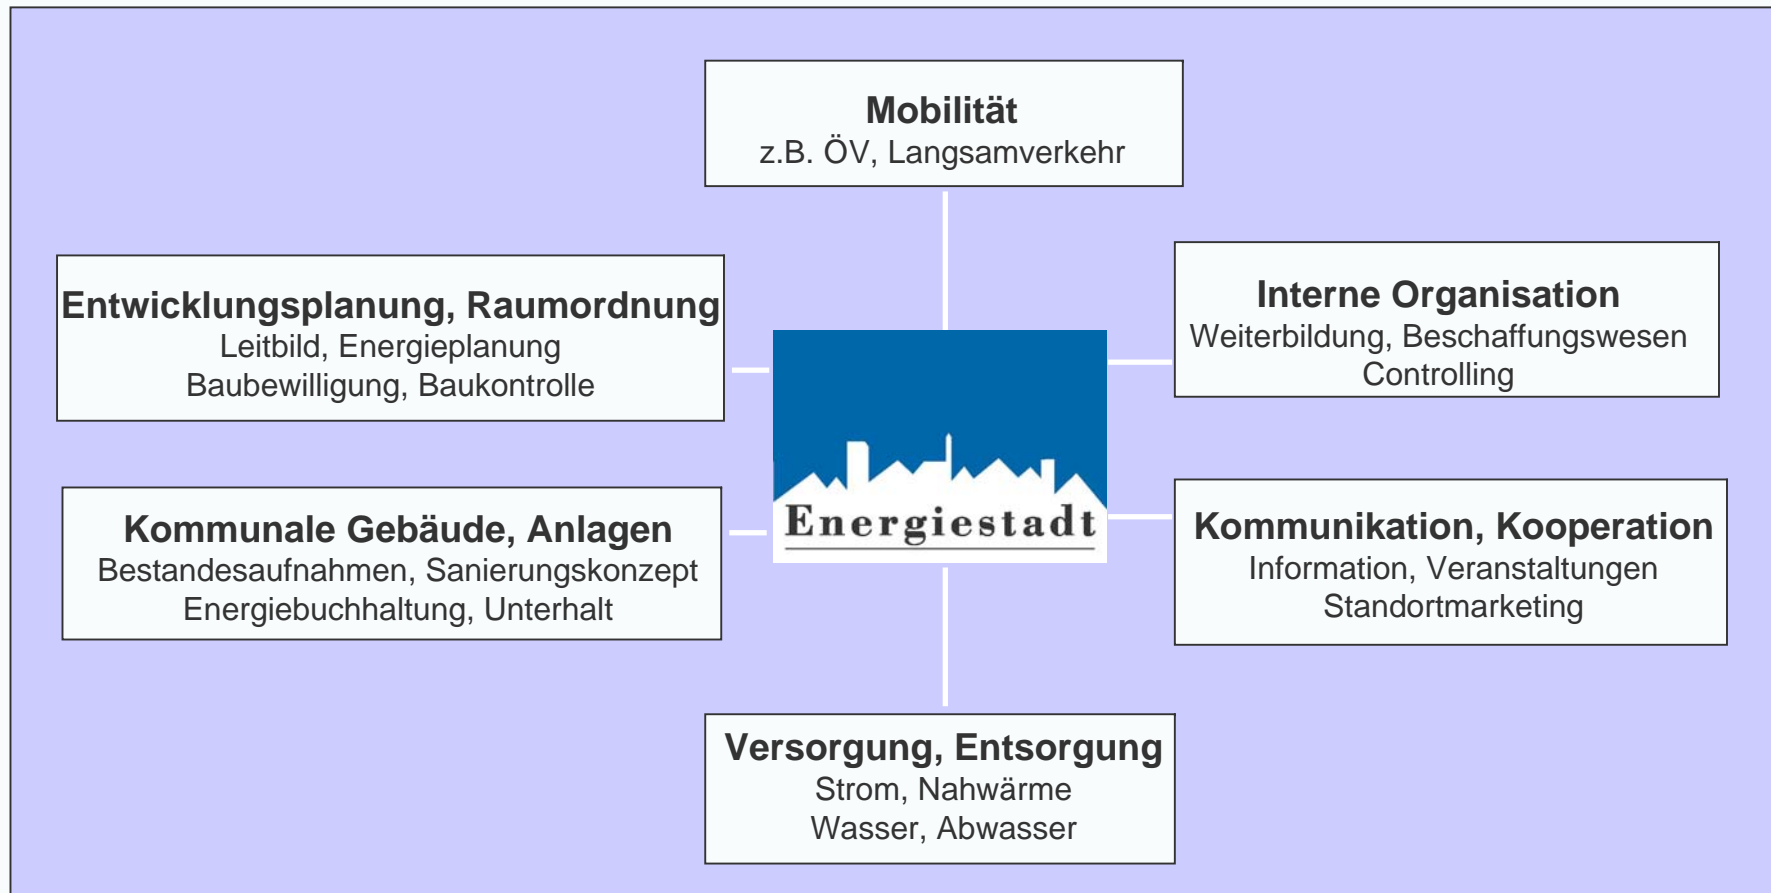 Mobilität
z.B. ÖV, Langsamverkehr
Entwicklungsplanung, Raumordnung
Leitbild, Energieplanung
Baubewilligung, Baukontrolle
Interne Organisation
Weiterbildung, Beschaffungswesen
Controlling
Energiestadt
Kommunale Gebäude, Anlagen
Bestandesaufnahmen, Sanierungskonzept
Energiebuchhaltung, Unterhalt
Kommunikation, Kooperation
Information, Veranstaltungen
Standortmarketing
Versorgung, Entsorgung
Strom, Nahwärme
Wasser, Abwasser